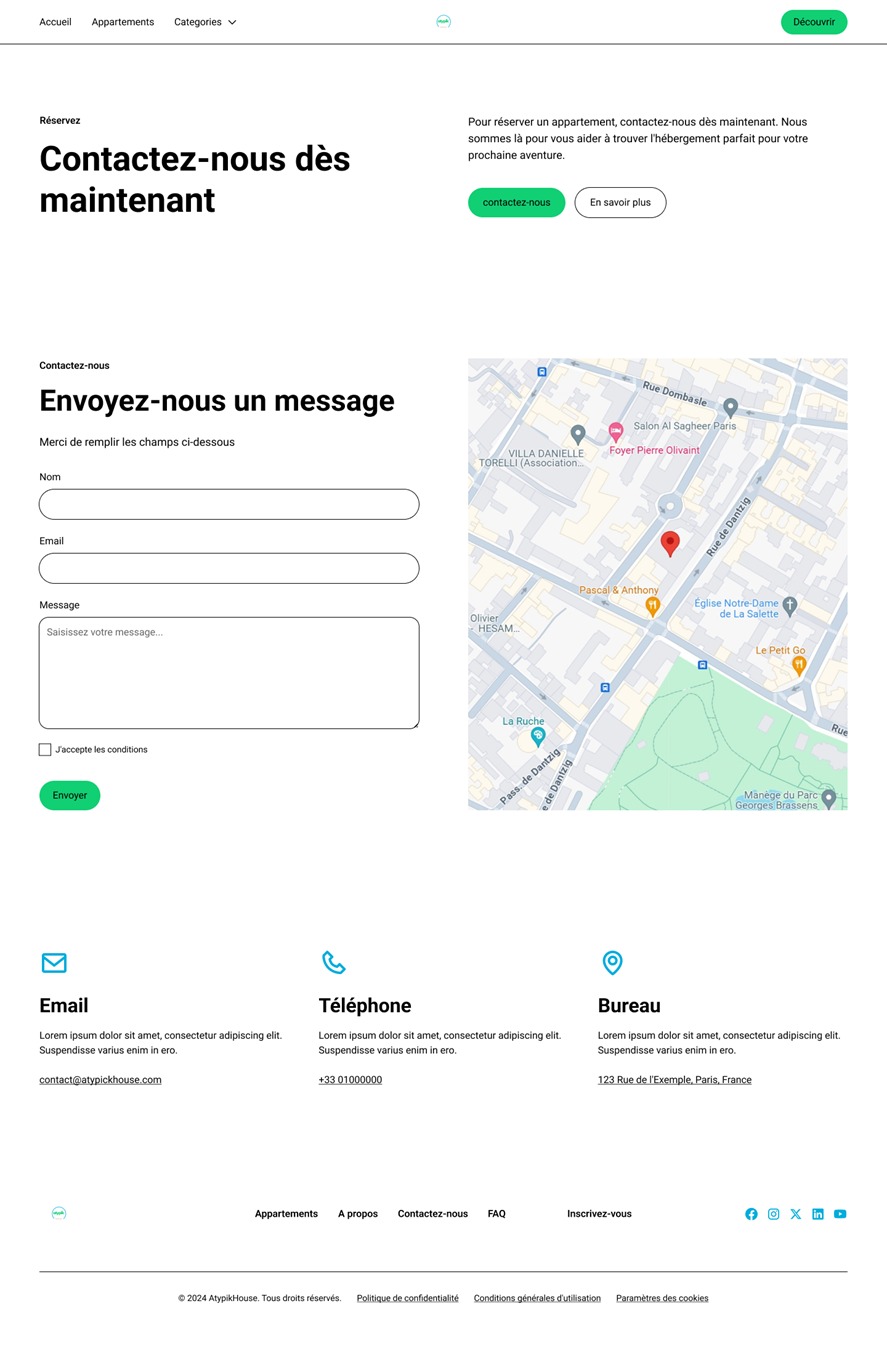 Accueil
Appartements
Categories
Découvrir
Réservez
Contactez-nous dès
maintenant
Pour réserver un appartement, contactez-nous dès maintenant. Nous
sommes là pour vous aider à trouver l'hébergement parfait pour votre
prochaine aventure.
contactez-nous
En savoir plus
Contactez-nous
Envoyez-nous un message
Merci de remplir les champs ci-dessous
Nom
Email
Message
Saisissez votre message...
J'accepte les conditions
Envoyer
Rue Dombasle
Salon Al Sagheer Paris
VILLA DANIELLE
TORELLI (Association...
Foyer Pierre Olivaint
Rue de Dantzig
Pascal & Anthony
Église Notre-Dame
de La Salette
Olivier
- HESAM...
Le Petit Go
La Ruche
Rue
Pass. de Dantzig
e de Dantzig
Manège du Parc
Georges Brassens
Email
Lorem ipsum dolor sit amet, consectetur adipiscing elit.
Suspendisse varius enim in ero.
contact@atypickhouse.com
Téléphone
Lorem ipsum dolor sit amet, consectetur adipiscing elit.
Suspendisse varius enim in ero.
+33 01000000
Bureau
Lorem ipsum dolor sit amet, consectetur adipiscing elit.
Suspendisse varius enim in ero.
123 Rue de l'Exemple, Paris, France
Appartements
A propos
Contactez-nous
FAQ
Inscrivez-vous
© 2024 AtypikHouse. Tous droits réservés.
Politique de confidentialité
Conditions générales d'utilisation
Paramètres des cookies